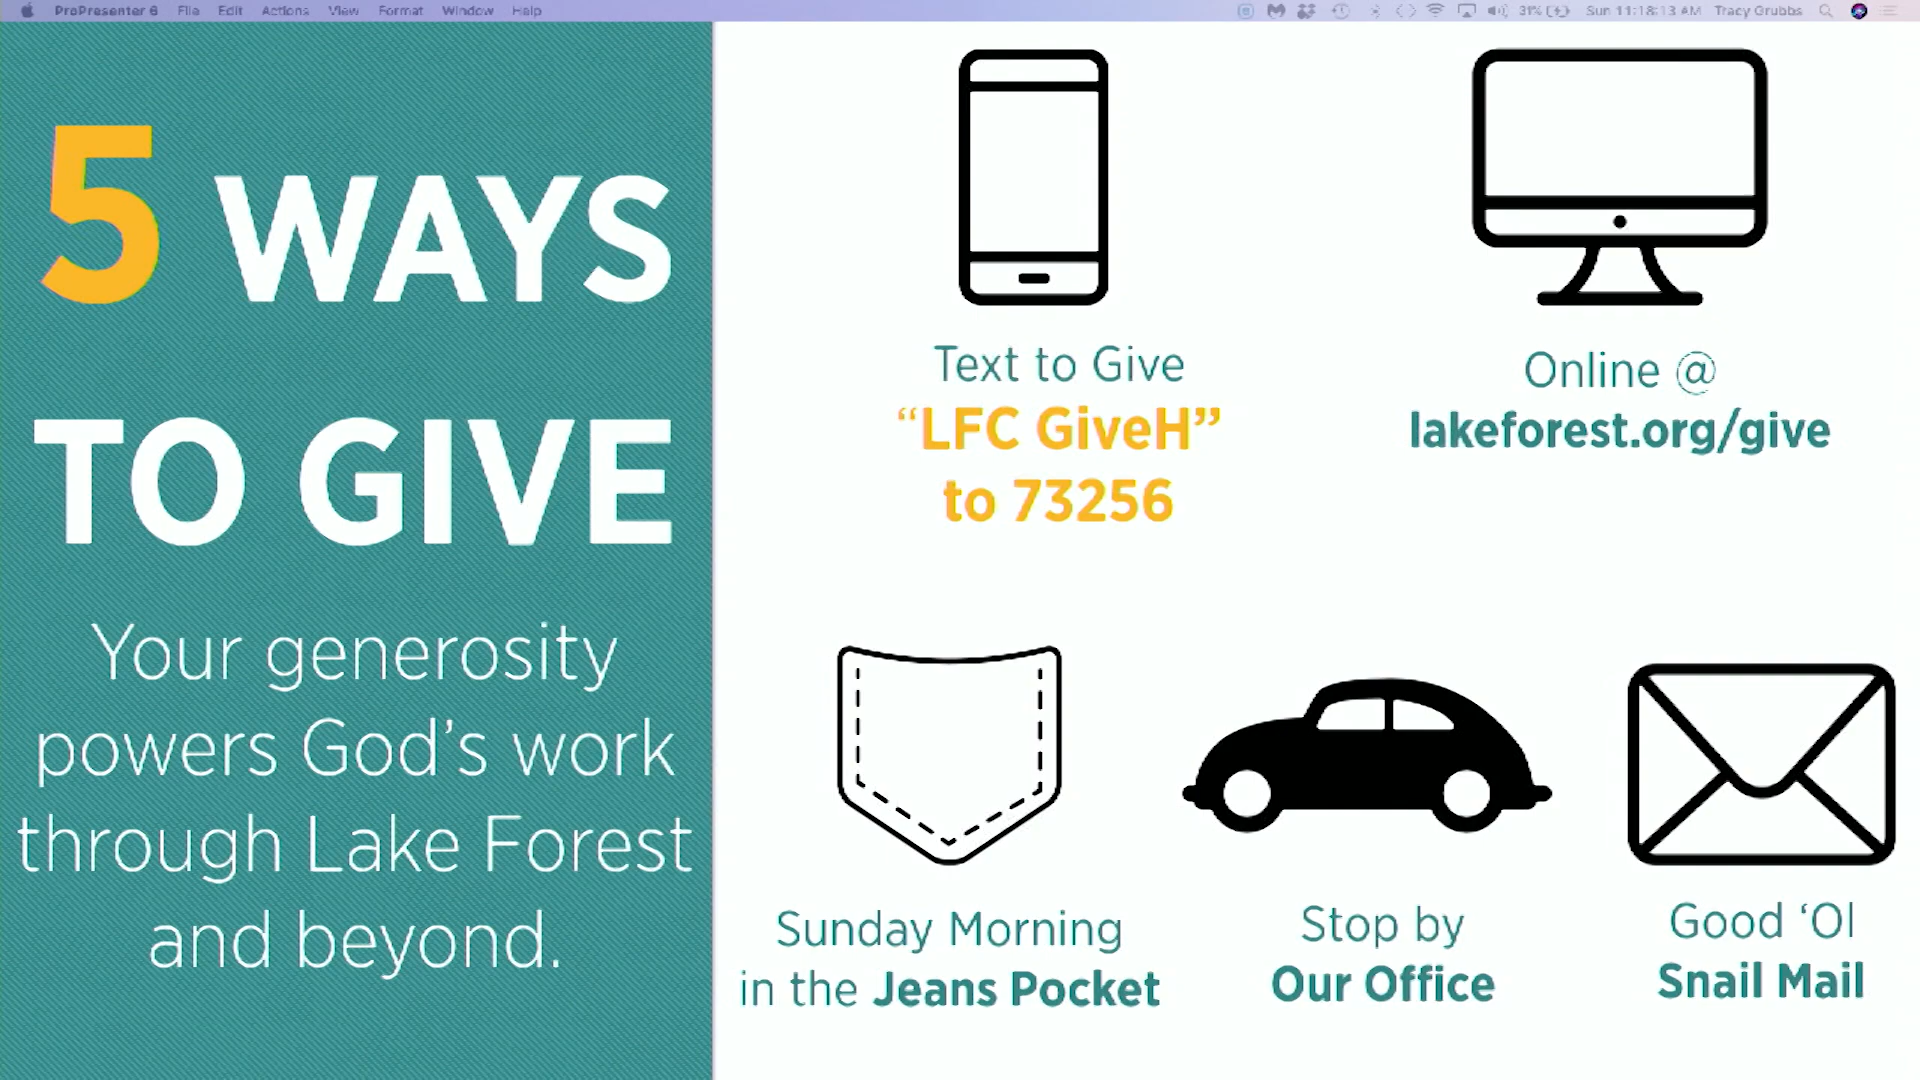 ProPresenter 6 File Edit Actions View Format Window Help 31% Sun 11:18:13 AM Tracy Grubbs
5 WAYS
TO GIVE
Your generosity
powers God’s work
through Lake Forest
and beyond.
Text to Give
“LFC GiveH”
to 73256
Online @
lakeforest.org/give
Sunday Morning
in the Jeans Pocket
Stop by
Our Office
Good ‘Ol
Snail Mail